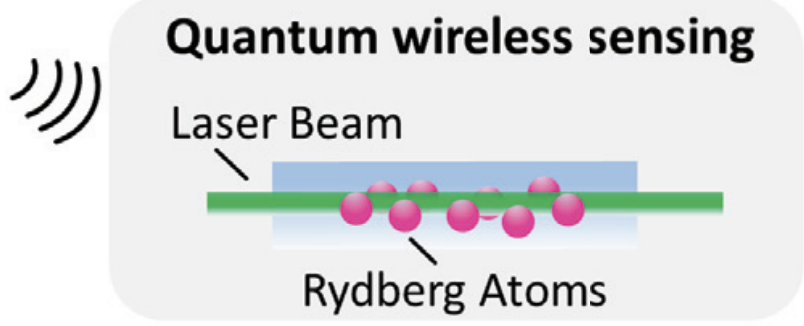 Quantum wireless sensing
Laser Beam
Rydberg Atoms